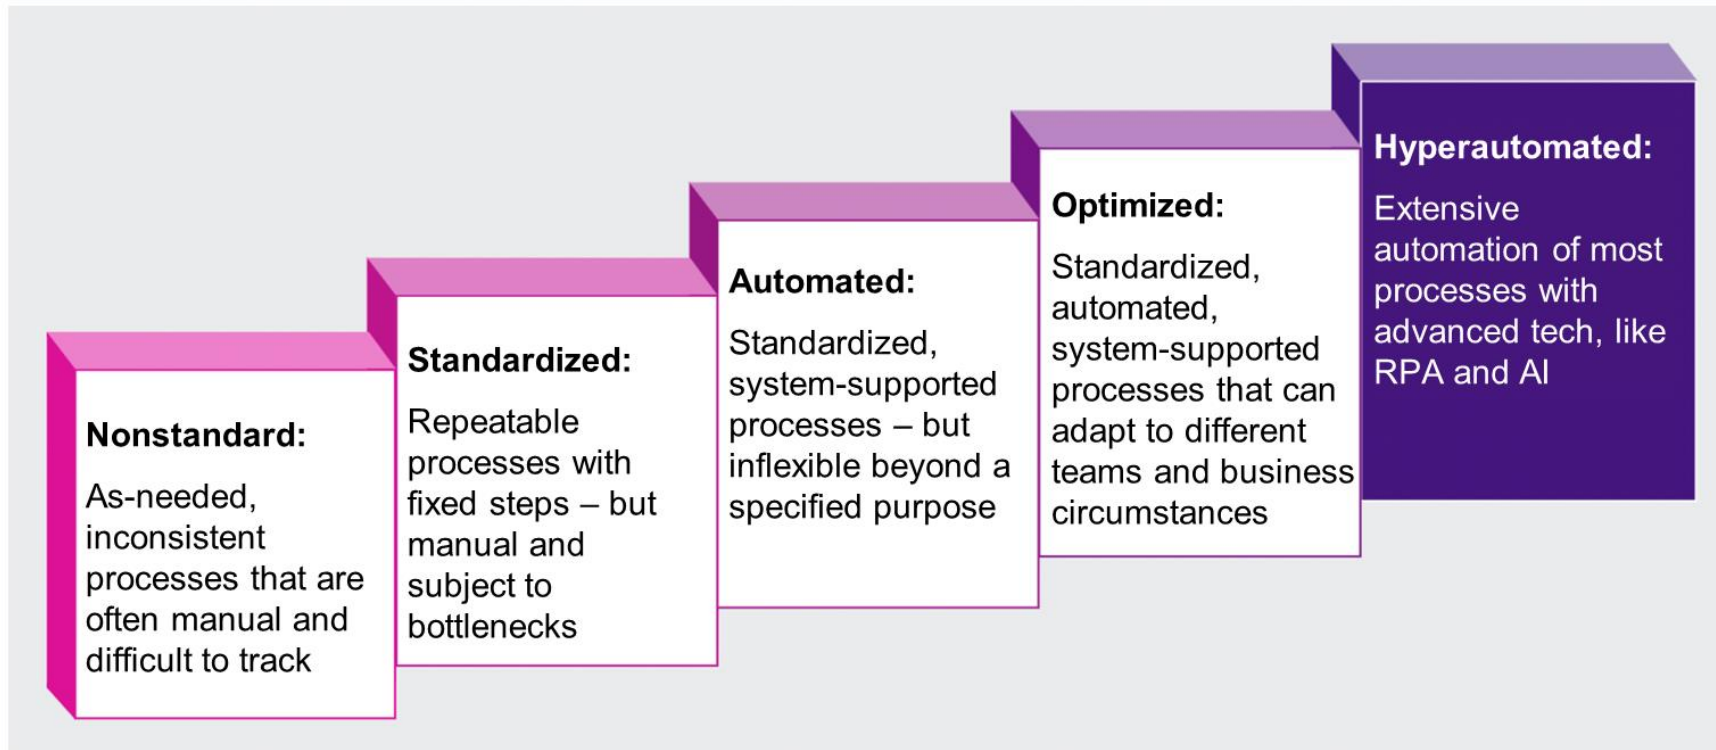 Nonstandard:
As-needed,
inconsistent
processes that are
often manual and
difficult to track
Standardized:
Repeatable
processes with
fixed steps – but
manual and
subject to
bottlenecks
Automated:
Standardized,
system-supported
processes – but
inflexible beyond a
specified purpose
Optimized:
Standardized,
automated,
system-supported
processes that can
adapt to different
teams and business
circumstances
Hyperautomated:
Extensive
automation of most
processes with
advanced tech, like
RPA and AI